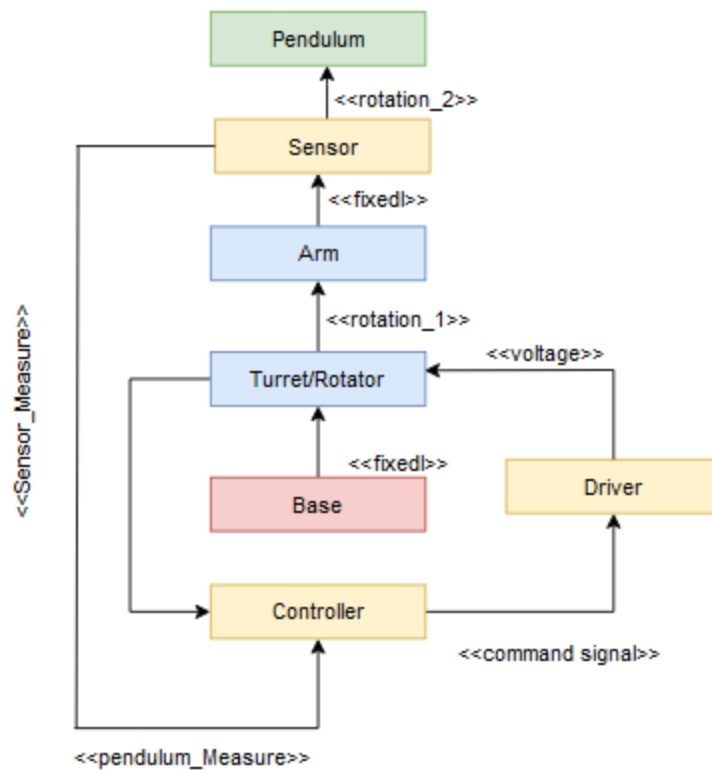 Pendulum
<<rotation_2>>
Sensor
<<fixedl>>
Arm
<<rotation_1>>
<<Sensor_Measure>>
<<voltage>>
Turret/Rotator
<<fixedl>>
Driver
Base
Controller
<<command signal>>
<<pendulum_Measure>>